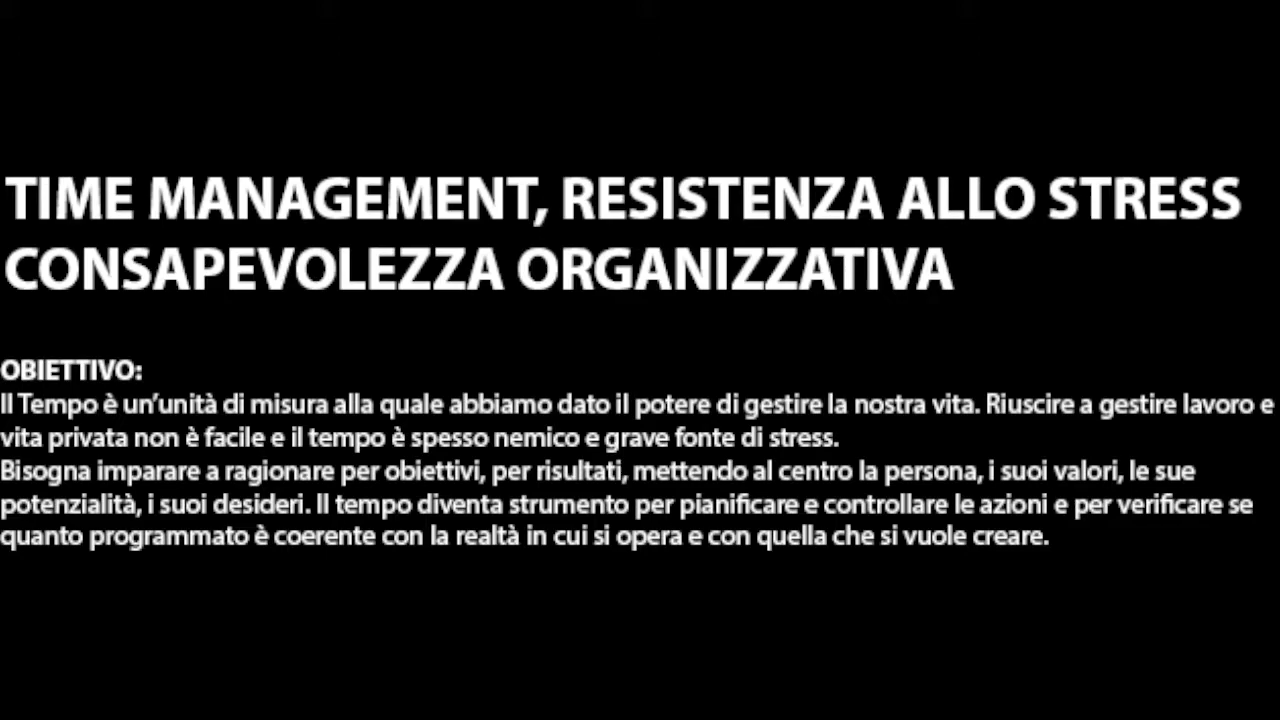 TIME MANAGEMENT, RESISTENZA ALLO STRESS
CONSAPEVOLEZZA ORGANIZZATIVA
OBIETTIVO:
Il Tempo è un’unità di misura alla quale abbiamo dato il potere di gestire la nostra vita. Riuscire a gestire lavoro e
vita privata non è facile e il tempo è spesso nemico e grave fonte di stress.
Bisogna imparare a ragionare per obiettivi, per risultati, mettendo al centro la persona, i suoi valori, le sue
potenzialità, i suoi desideri. Il tempo diventa strumento per pianificare e controllare le azioni e per verificare se
quanto programmato è coerente con la realtà in cui si opera e con quella che si vuole creare.